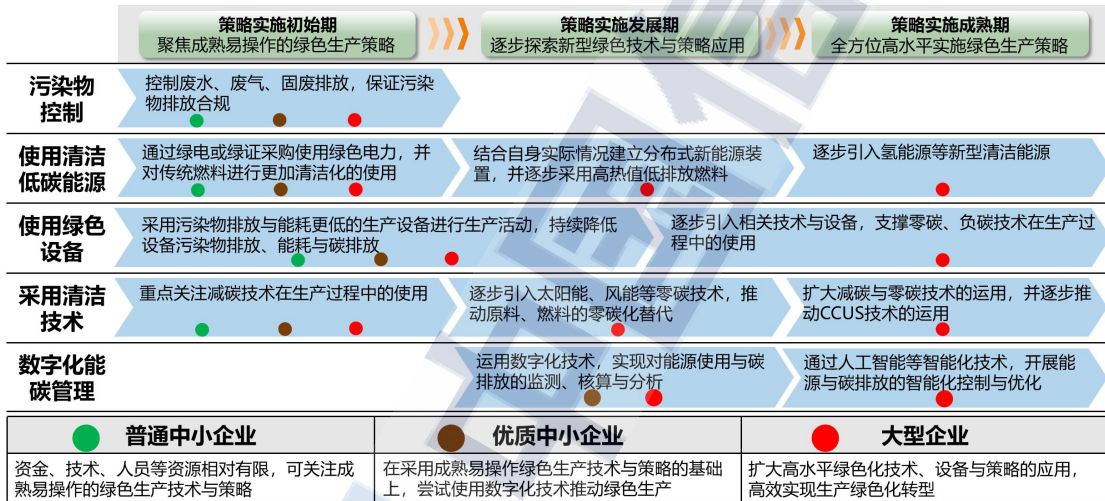 策略实施初始期
聚焦成熟易操作的绿色生产策略
策略实施发展期
逐步探索新型绿色技术与策略应用
策略实施成熟期
全方位高水平实施绿色生产策略
污染物
控制
控制废水、废气、固废排放，保证污染
物排放合规
使用清洁
低碳能源
通过绿电或绿证采购使用绿色电力，并
对传统燃料进行更加清洁化的使用
结合自身实际情况建立分布式新能源装
置，并逐步采用高热值低排放燃料
逐步引入氢能源等新型清洁能源
使用绿色
设备
采用污染物排放与能耗更低的生产设备进行生产活动，持续降低
设备污染物排放、能耗与碳排放
逐步引入相关技术与设备，支撑零碳、负碳技术在生产过
程中的使用
采用清洁
技术
重点关注减碳技术在生产过程中的使用
逐步引入太阳能、风能等零碳技术，推
动原料、燃料的零碳化替代
扩大减碳与零碳技术的运用，并逐步推
动CCUS技术的运用
数字化能
碳管理
运用数字化技术，实现对能源使用与碳
排放的监测、核算与分析
通过人工智能等智能化技术，开展能
源与碳排放的智能化控制与优化
普通中小企业
优质中小企业
大型企业
资金、技术、人员等资源相对有限，可关注成
熟易操作的绿色生产技术与策略
在采用成熟易操作绿色生产技术与策略的基础
上，尝试使用数字化技术推动绿色生产
扩大高水平绿色化技术、设备与策略的应用，
高效实现生产绿色化转型